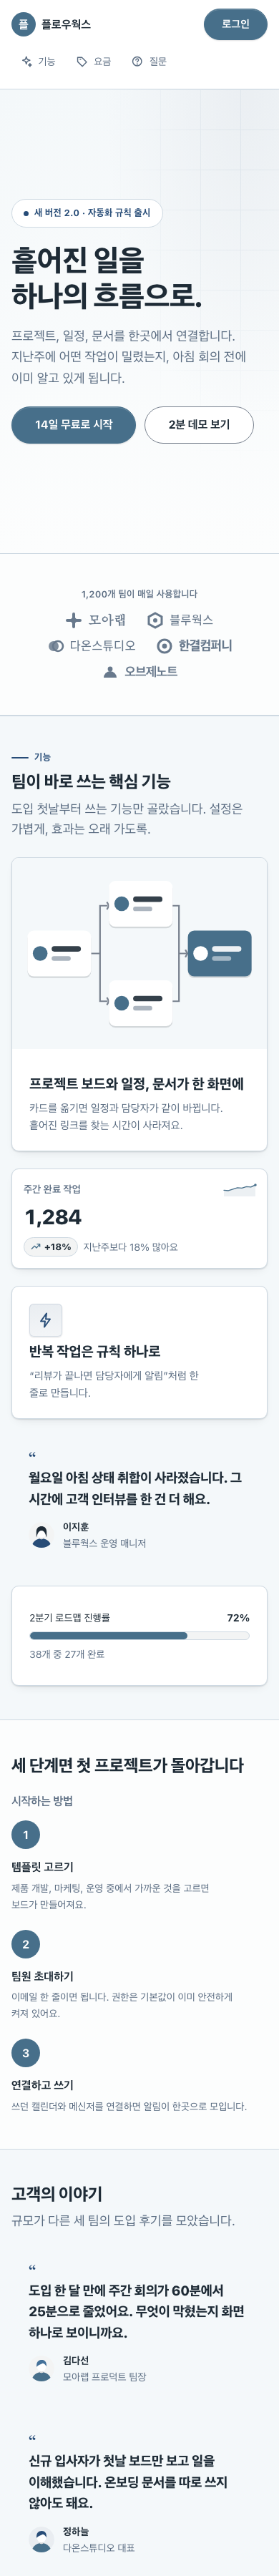 플 플로우웍스
로그인
기능 요금 질문
새 버전 2.0 · 자동화 규칙 출시
흩어진 일을
하나의 흐름으로.
프로젝트, 일정, 문서를 한곳에서 연결합니다.
지난주에 어떤 작업이 밀렸는지, 아침 회의 전에
이미 알고 있게 됩니다.
14일 무료로 시작
2분 데모 보기
1,200개 팀이 매일 사용합니다
모아랩 블루웍스
다온스튜디오 한결컴퍼니
오브제노트
기능
팀이 바로 쓰는 핵심 기능
도입 첫날부터 쓰는 기능만 골랐습니다. 설정은
가볍게, 효과는 오래 가도록.
프로젝트 보드와 일정, 문서가 한 화면에
카드를 옮기면 일정과 담당자가 같이 바뀝니다.
흩어진 링크를 찾는 시간이 사라져요.
주간 완료 작업
1,284
+18% 지난주보다 18% 많아요
반복 작업은 규칙 하나로
“리뷰가 끝나면 담당자에게 알림”처럼 한
줄로 만듭니다.
“
월요일 아침 상태 취합이 사라졌습니다. 그
시간에 고객 인터뷰를 한 건 더 해요.
이지훈
블루웍스 운영 매니저
2분기 로드맵 진행률 72%
38개 중 27개 완료
세 단계면 첫 프로젝트가 돌아갑니다
시작하는 방법
1
템플릿 고르기
제품 개발, 마케팅, 운영 중에서 가까운 것을 고르면
보드가 만들어져요.
2
팀원 초대하기
이메일 한 줄이면 됩니다. 권한은 기본값이 이미 안전하게
켜져 있어요.
3
연결하고 쓰기
쓰던 캘린더와 메신저를 연결하면 알림이 한곳으로 모입니다.
고객의 이야기
규모가 다른 세 팀의 도입 후기를 모았습니다.
“
도입 한 달 만에 주간 회의가 60분에서
25분으로 줄었어요. 무엇이 막혔는지 화면
하나로 보이니까요.
김다선
모아랩 프로덕트 팀장
“
신규 입사자가 첫날 보드만 보고 일을
이해했습니다. 온보딩 문서를 따로 쓰지
않아도 돼요.
정하늘
다온스튜디오 대표